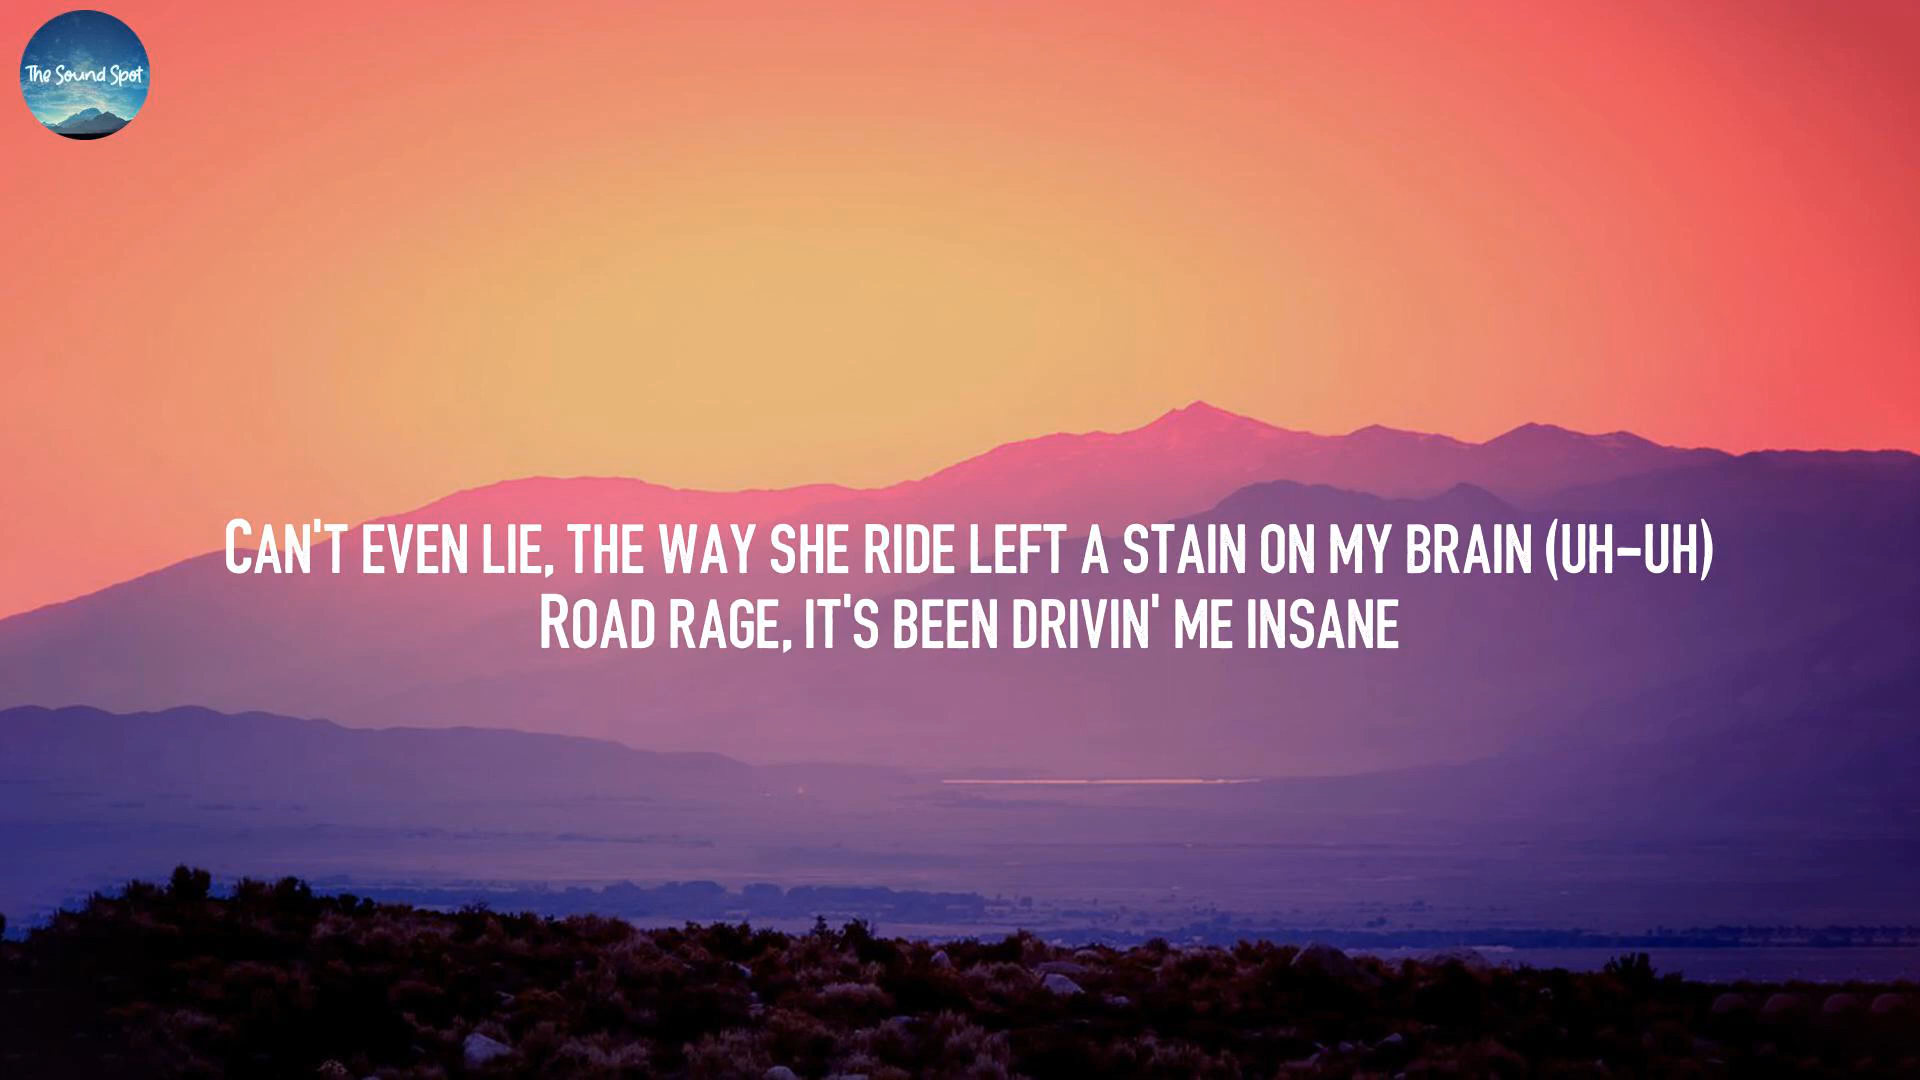 The Sound Spot
Can't even lie, the way she ride left a stain on my brain (uh-uh)
Road rage, it's been drivin' me insane